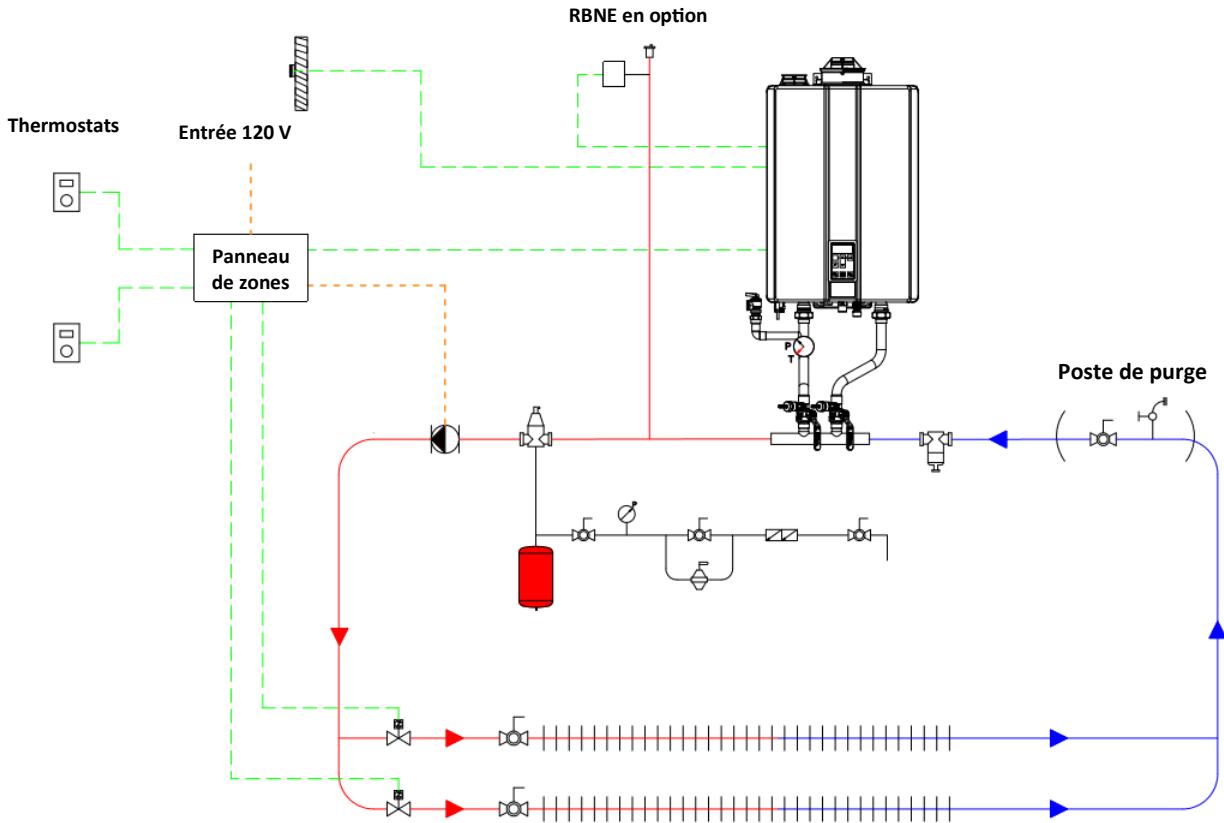 RBNE en option
Thermostats
Entrée 120 V
Panneau
de zones
P
T
Poste de purge
P